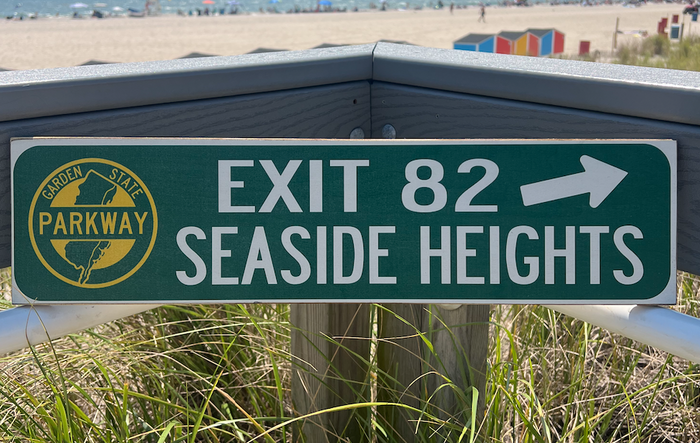 GARDEN STATE
PARKWAY
EXIT 82
SEASIDE HEIGHTS